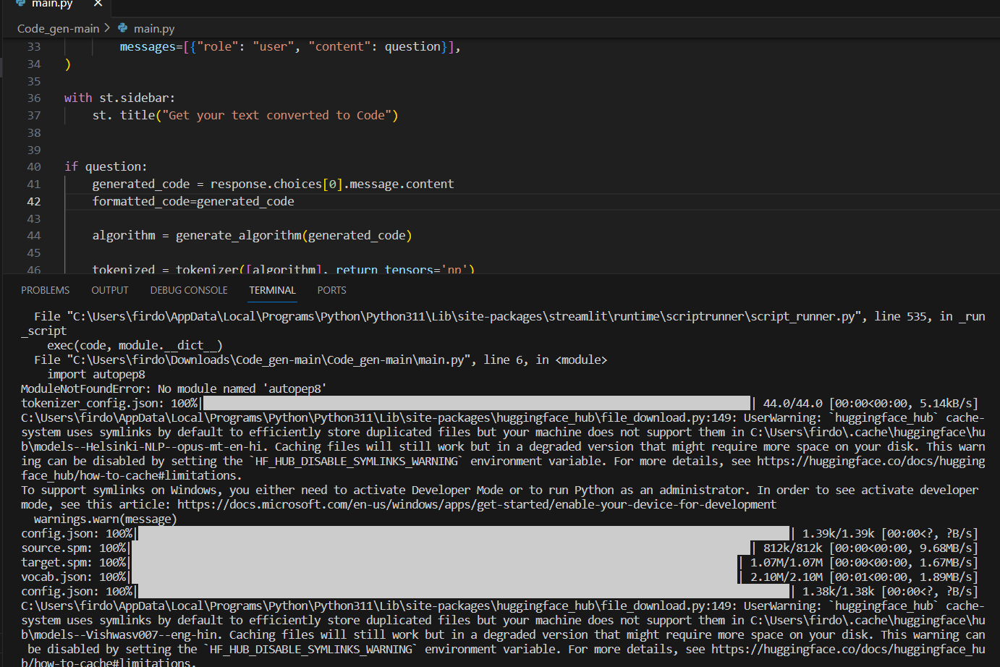 main.py ×
Code_gen-main > main.py
33 messages=[{"role": "user", "content": question}],
34 )
35
36 with st.sidebar:
37 st. title("Get your text converted to Code")
38
39
40 if question:
41 generated_code = response.choices[0].message.content
42 formatted_code=generated_code
43
44 algorithm = generate_algorithm(generated_code)
45
46 tokenized = tokenizer([algorithm], return_tensors='np')
PROBLEMS OUTPUT DEBUG CONSOLE TERMINAL PORTS
File "C:\Users\firdo\AppData\Local\Programs\Python\Python311\Lib\site-packages\streamlit\runtime\scriptrunner\script_runner.py", line 535, in _run
_script
exec(code, module.__dict__)
File "C:\Users\firdo\Downloads\Code_gen-main\Code_gen-main\main.py", line 6, in <module>
import autopep8
ModuleNotFoundError: No module named 'autopep8'
tokenizer_config.json: 100%| | 44.0/44.0 [00:00<00:00, 5.14kB/s]
C:\Users\firdo\AppData\Local\Programs\Python\Python311\Lib\site-packages\huggingface_hub\file_download.py:149: UserWarning: `huggingface_hub` cache-
system uses symlinks by default to efficiently store duplicated files but your machine does not support them in C:\Users\firdo\.cache\huggingface\hu
b\models--Helsinki-NLP--opus-mt-en-hi. Caching files will still work but in a degraded version that might require more space on your disk. This warn
ing can be disabled by setting the `HF_HUB_DISABLE_SYMLINKS_WARNING` environment variable. For more details, see https://huggingface.co/docs/hugging
face_hub/how-to-cache#limitations.
To support symlinks on Windows, you either need to activate Developer Mode or to run Python as an administrator. In order to see activate developer
mode, see this article: https://docs.microsoft.com/en-us/windows/apps/get-started/enable-your-device-for-development
warnings.warn(message)
config.json: 100%| | 1.39k/1.39k [00:00<?, ?B/s]
source.spm: 100%| | 812k/812k [00:00<00:00, 9.68MB/s]
target.spm: 100%| | 1.07M/1.07M [00:00<00:00, 1.67MB/s]
vocab.json: 100%| | 2.10M/2.10M [00:01<00:00, 1.89MB/s]
config.json: 100%| | 1.38k/1.38k [00:00<?, ?B/s]
C:\Users\firdo\AppData\Local\Programs\Python\Python311\Lib\site-packages\huggingface_hub\file_download.py:149: UserWarning: `huggingface_hub` cache-
system uses symlinks by default to efficiently store duplicated files but your machine does not support them in C:\Users\firdo\.cache\huggingface\hu
b\models--Vishwasv007--eng-hin. Caching files will still work but in a degraded version that might require more space on your disk. This warning can
be disabled by setting the `HF_HUB_DISABLE_SYMLINKS_WARNING` environment variable. For more details, see https://huggingface.co/docs/huggingface_hu
b/how-to-cache#limitations.